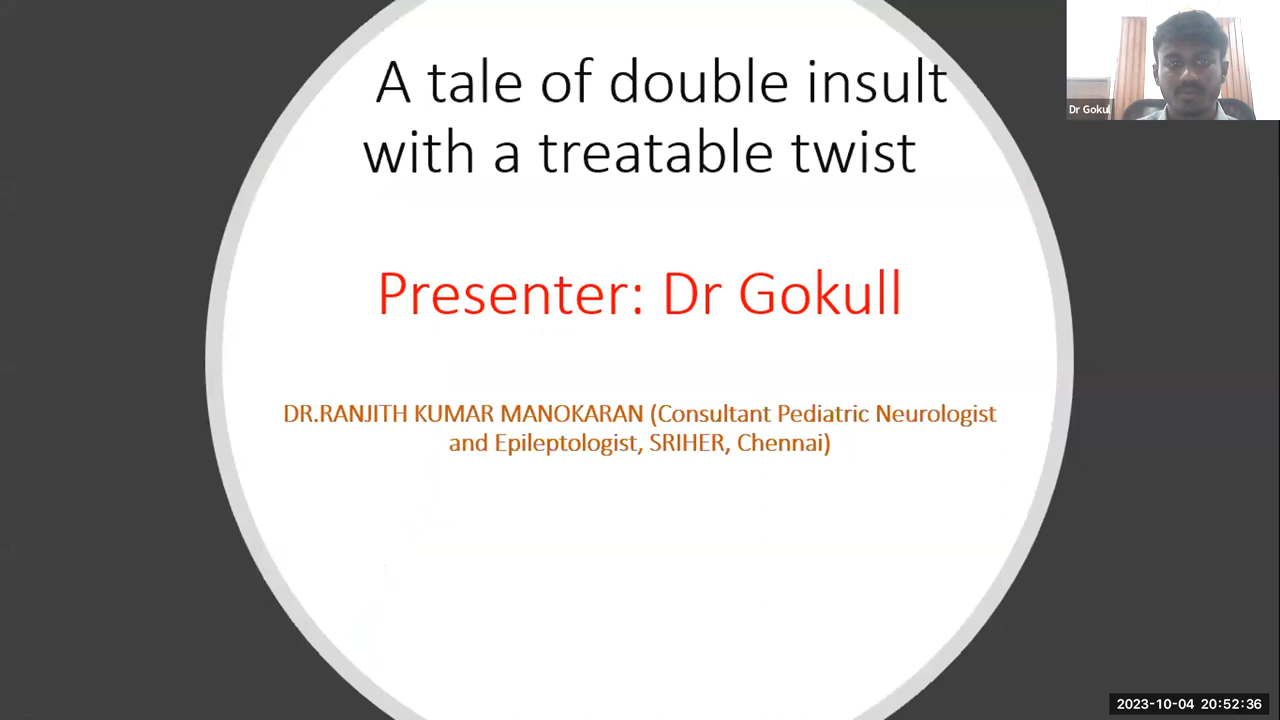 A tale of double insult
with a treatable twist
Presenter: Dr Gokull
DR.RANJITH KUMAR MANOKARAN (Consultant Pediatric Neurologist
and Epileptologist, SRIHER, Chennai)
Dr Gokul
2023-10-04 20:52:36